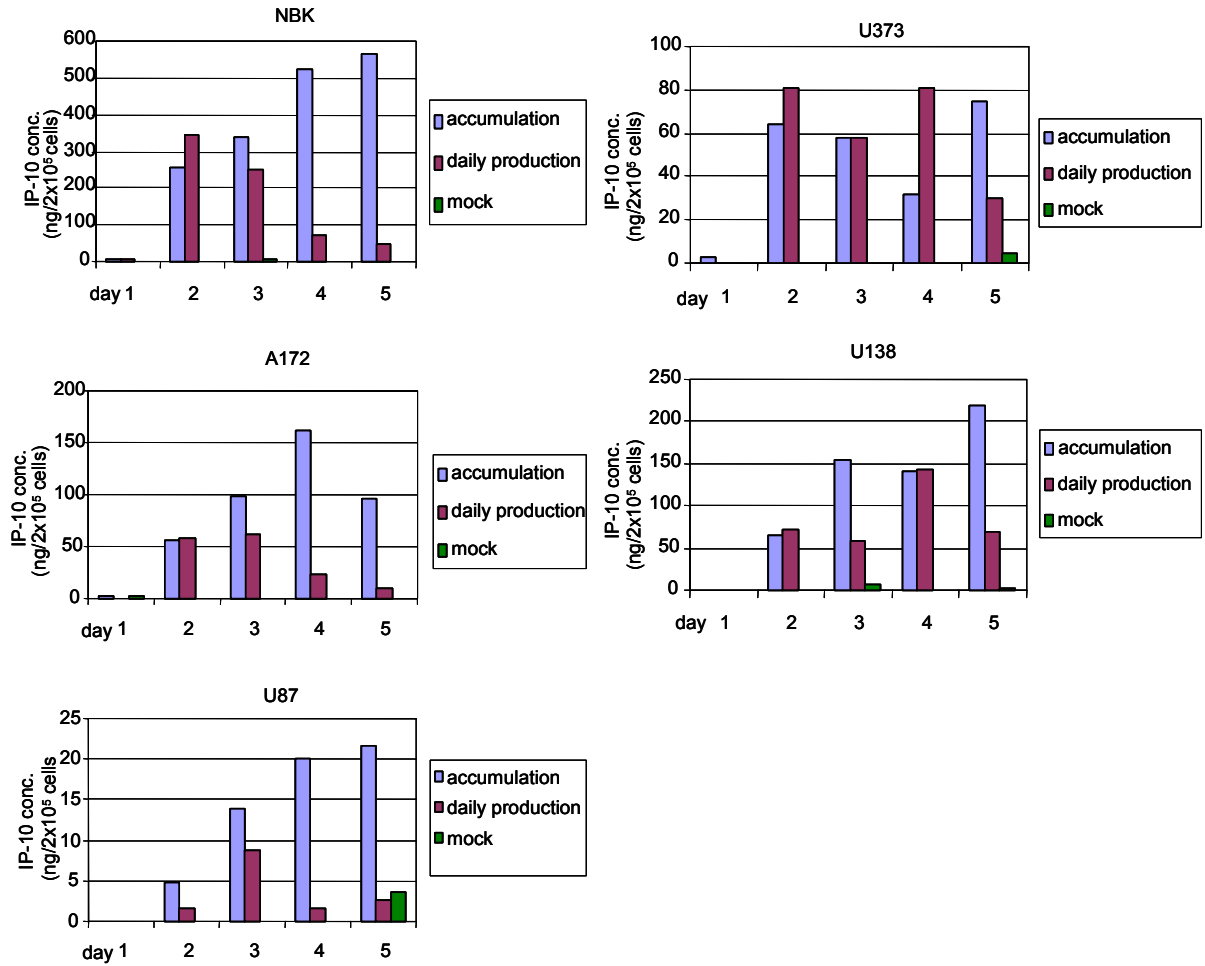 NBK
600
500
400
300
200
100
0
IP-10 conc.
(ng/2x10⁵ cells)
day 1 2 3 4 5
accumulation
daily production
mock
U373
100
80
60
40
20
0
IP-10 conc.
(ng/2x10⁵ cells)
day 1 2 3 4 5
accumulation
daily production
mock
A172
200
150
100
50
0
IP-10 conc.
(ng/2x10⁵ cells)
day 1 2 3 4 5
accumulation
daily production
mock
U138
250
200
150
100
50
0
IP-10 conc.
(ng/2x10⁵ cells)
day 1 2 3 4 5
accumulation
daily production
mock
U87
25
20
15
10
5
0
IP-10 conc.
(ng/2x10⁵ cells
day 1 2 3 4 5
accumulation
daily production
mock